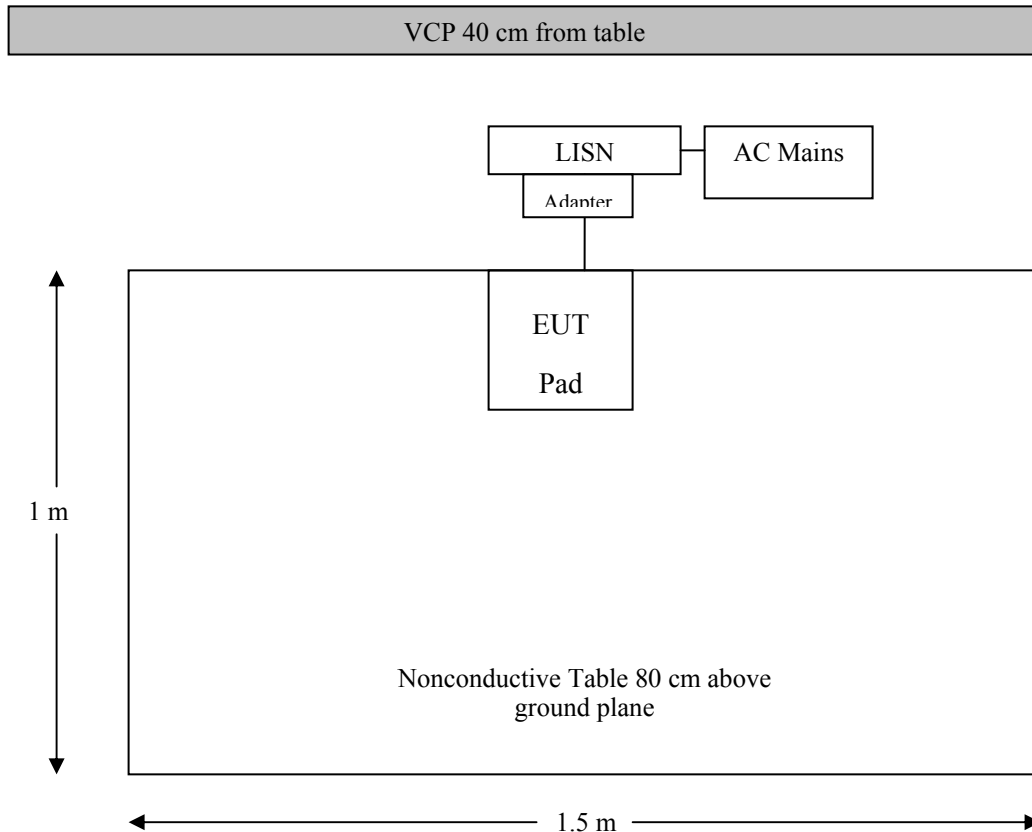 VCP 40 cm from table
LISN
AC Mains
Adapter
EUT
Pad
1 m
Nonconductive Table 80 cm above
ground plane
1.5 m